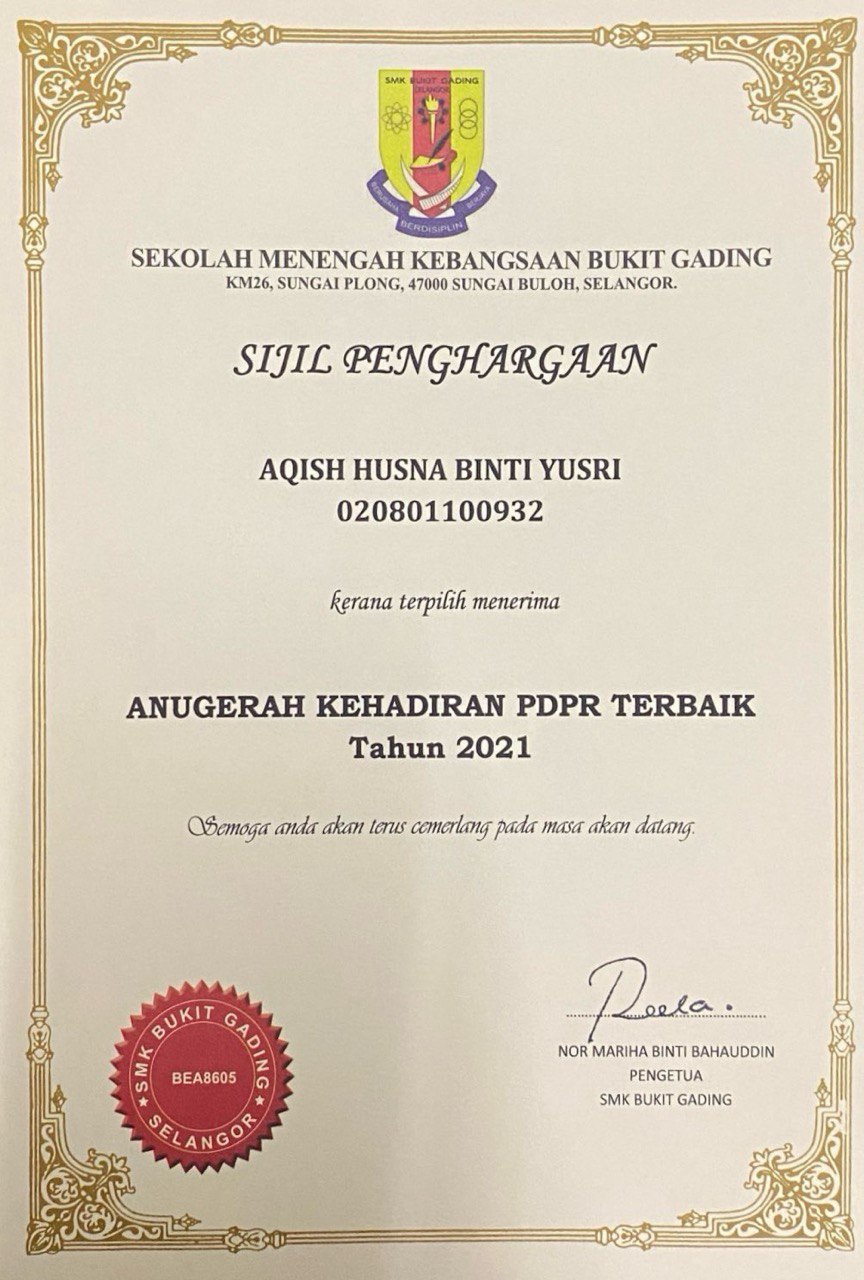 SMK BUKIT GADING
SELANGOR
BERUSAHA BERDISIPLIN BERJAYA
SEKOLAH MENENGAH KEBANGSAAN BUKIT GADING
KM26, SUNGAI PLONG, 47000 SUNGAI BULOH, SELANGOR.
SIJIL PENGHARGAAN
AQISH HUSNA BINTI YUSRI
020801100932
kerana terpilih menerima
ANUGERAH KEHADIRAN PDPR TERBAIK
Tahun 2021
Semoga anda akan terus cemerlang pada masa akan datang.
SMK BUKIT GADING
BEA8605
SELANGOR
NOR MARIHA BINTI BAHAUDDIN
PENGETUA
SMK BUKIT GADING